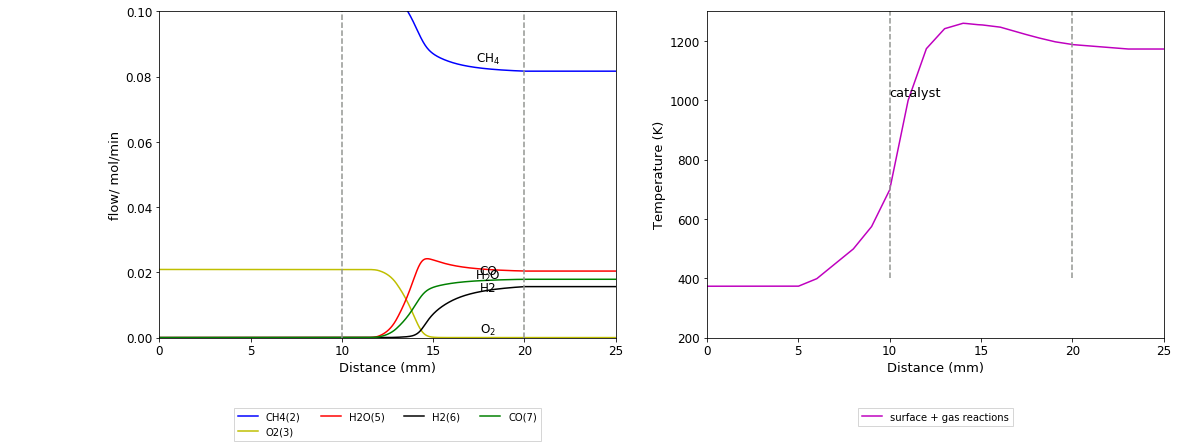 0.10
0.08
0.06
0.04
0.02
0.00
flow/ mol/min
CH₄
CO
H₂O
H2
O₂
0 5 10 15 20 25
Distance (mm)
CH4(2) H2O(5) H2(6) CO(7)
O2(3)
1200
1000
800
600
400
200
Temperature (K)
catalyst
0 5 10 15 20 25
Distance (mm)
surface + gas reactions